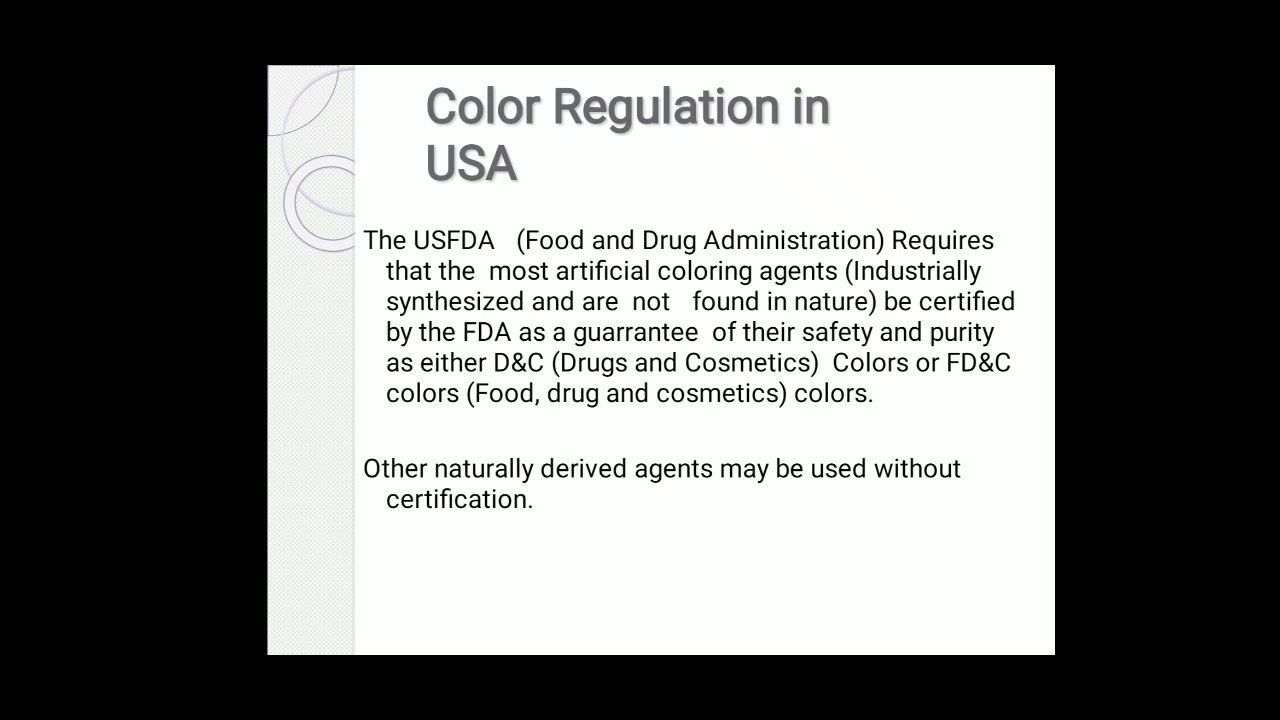 Color Regulation in
USA
The USFDA (Food and Drug Administration) Requires
that the most artificial coloring agents (Industrially
synthesized and are not found in nature) be certified
by the FDA as a guarrantee of their safety and purity
as either D&C (Drugs and Cosmetics) Colors or FD&C
colors (Food, drug and cosmetics) colors.
Other naturally derived agents may be used without
certification.